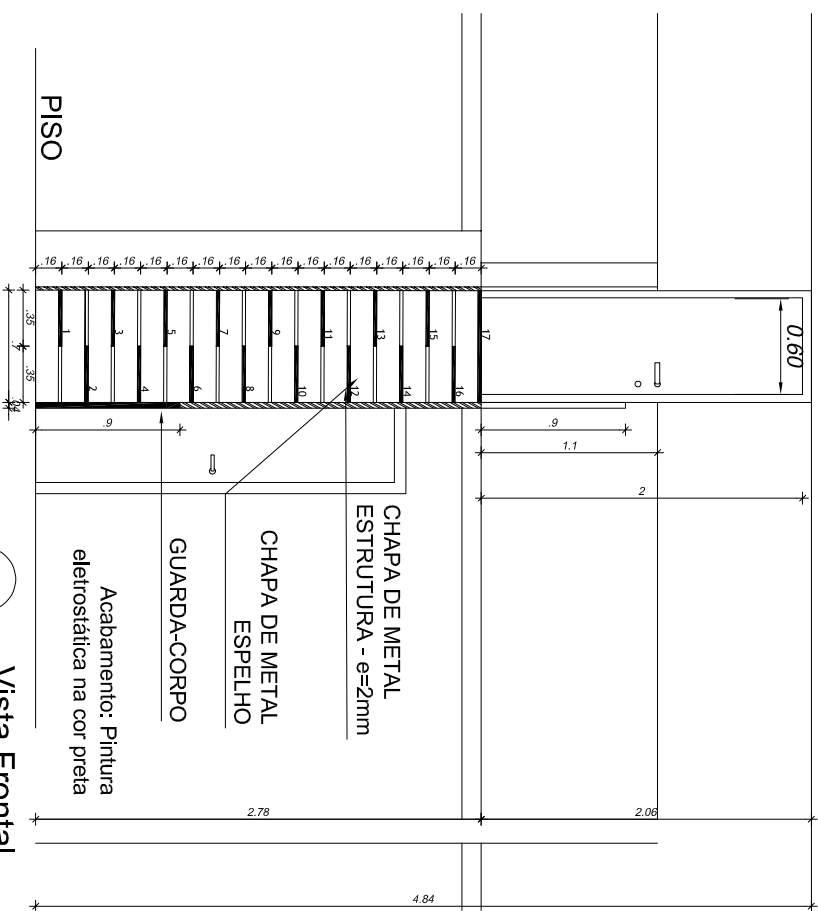 PISO
.16 .16 .16 .16 .16 .16 .16 .16 .16 .16 .16 .16 .16 .16 .16 .16 .16
1 2 3 4 5 6 7 8 9 10 11 12 13 14 15 16 17
.35 .35
.7
0.60
.9
.9
1.1
2
CHAPA DE METAL
ESTRUTURA - e=2mm
CHAPA DE METAL
ESPELHO
GUARDA-CORPO
Acabamento: Pintura
eletrostática na cor preta
2.78
2.06
4.84
Vista Frontal